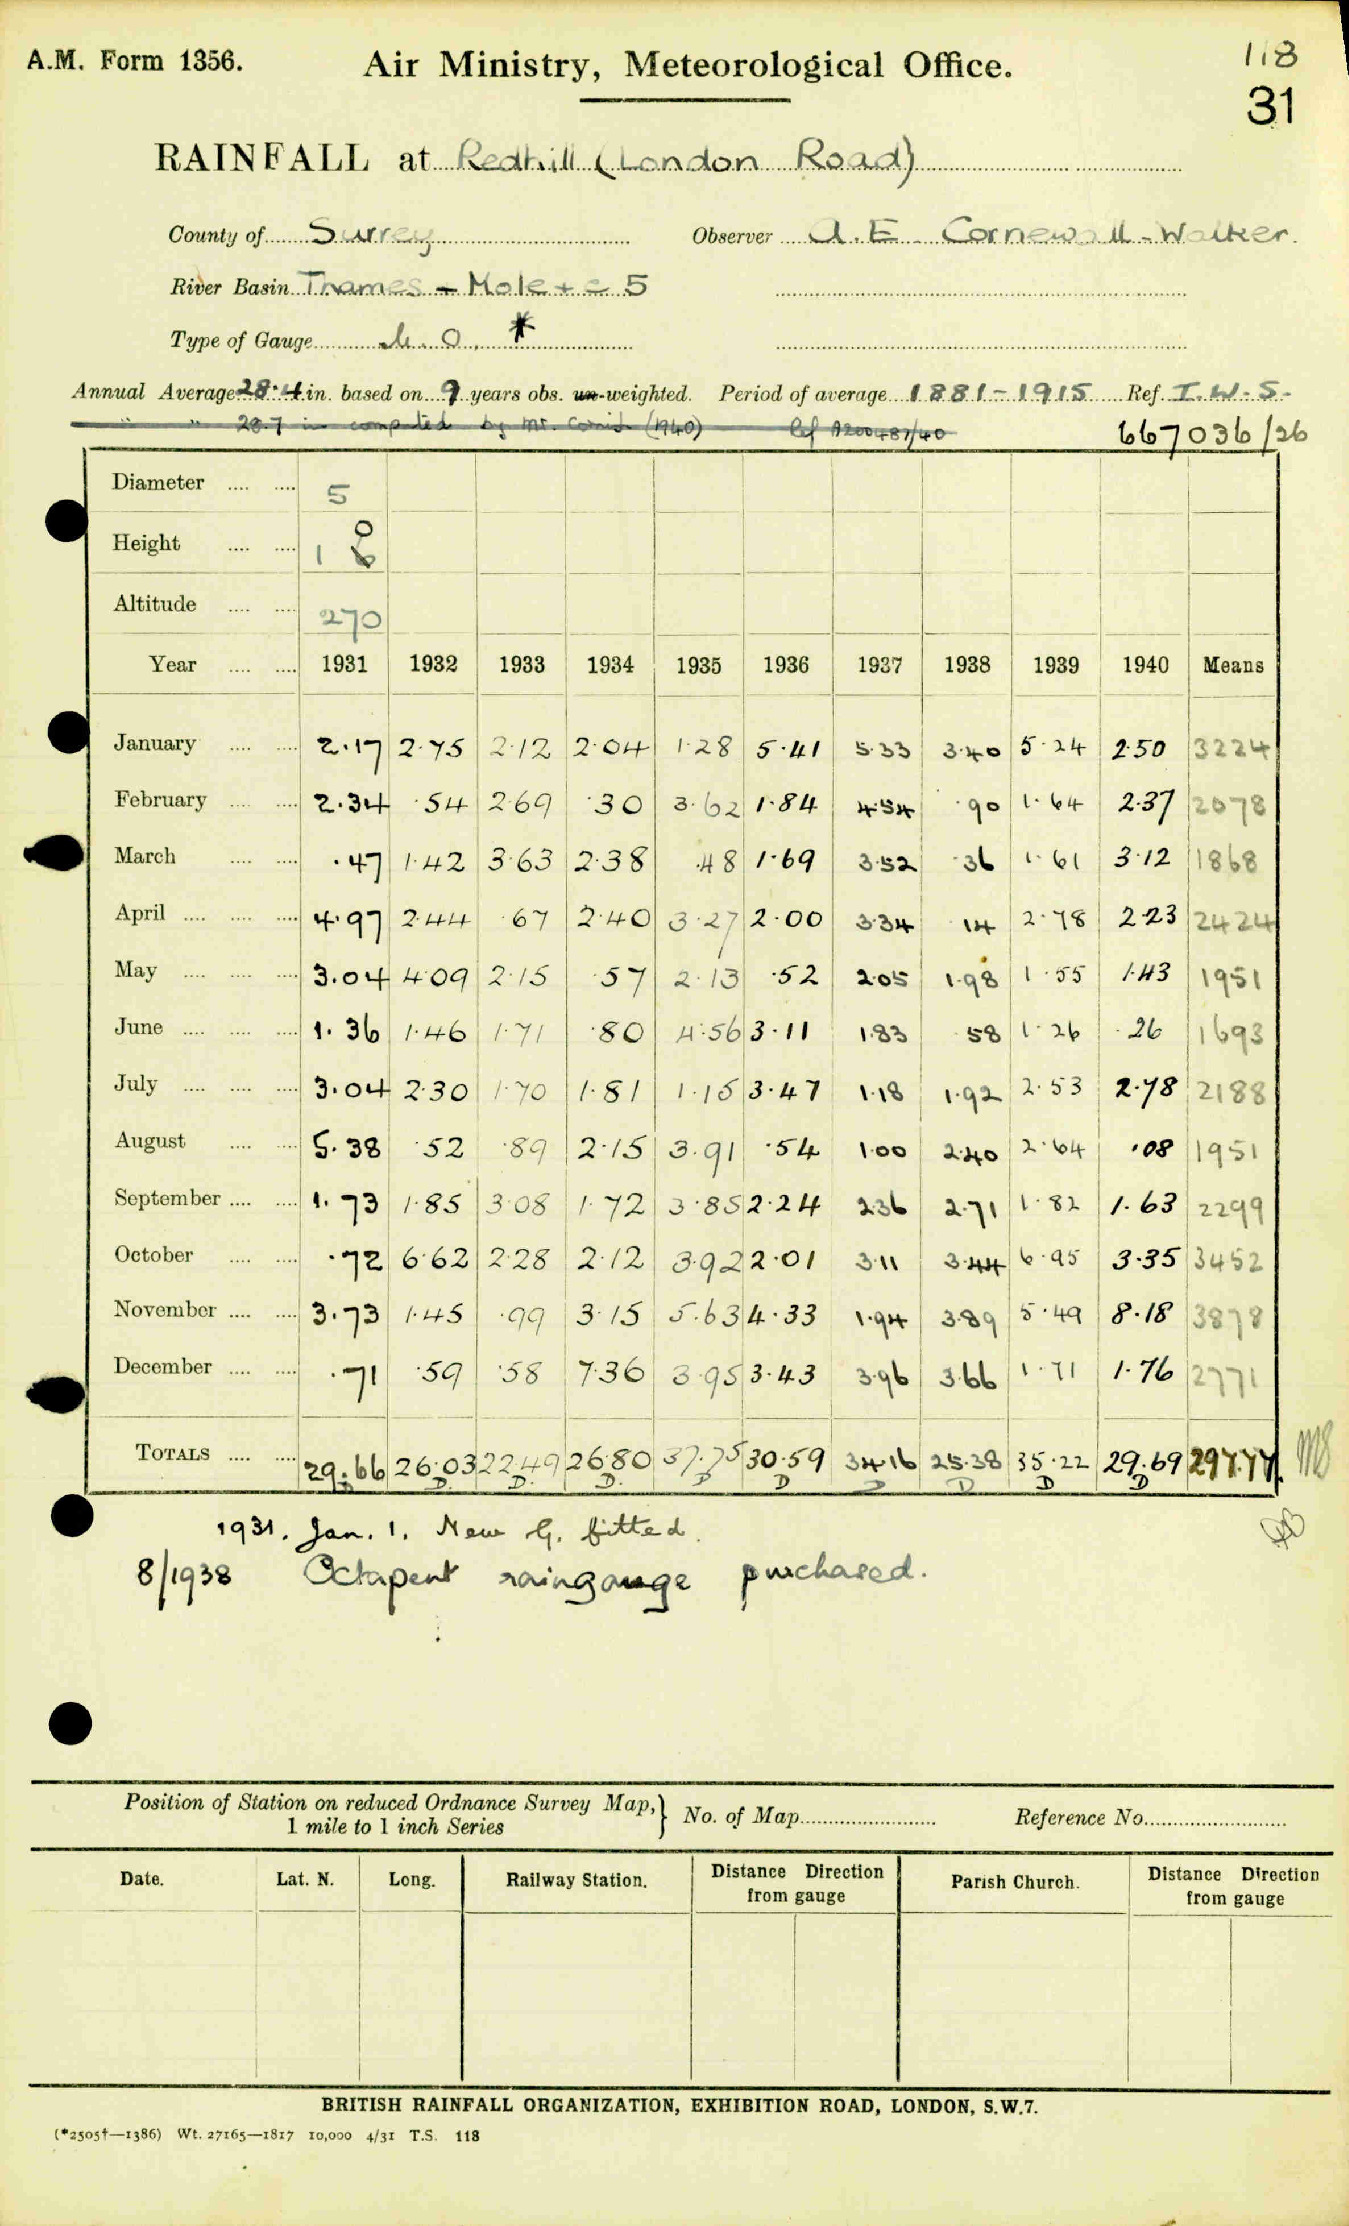 A.M. Form 1356.
Air Ministry, Meteorological Office.
118
31
RAINFALL at Redhill (London Road)
County of Surrey Observer A.E. Cornewall-Walker
River Basin Thames - Mole + c 5
Type of Gauge M.O. *
Annual Average 28.4 in. based on 9 years obs. un-weighted. Period of average 1881-1915 Ref. I.W.S.
" " 28.7 in computed by Mr. Cornish (1940) Ref A200487/40 667036/26
Diameter .... .... 5
Height .... .... 1 6 0
Altitude .... .... 270
Year .... .... 1931 1932 1933 1934 1935 1936 1937 1938 1939 1940 Means
January .... .... 2.17 2.75 2.12 2.04 1.28 5.41 5.33 3.40 5.24 2.50 3224
February .... .... 2.34 .54 2.69 .30 3.62 1.84 4.54 .90 1.64 2.37 2078
March .... .... .47 1.42 3.63 2.38 .48 1.69 3.52 .36 1.61 3.12 1868
April .... .... .... 4.97 2.44 .67 2.40 3.27 2.00 3.34 .14 2.78 2.23 2424
May .... .... .... 3.04 4.09 2.15 .57 2.13 .52 2.05 1.98 1.55 1.43 1951
June .... .... .... 1.36 1.46 1.71 .80 4.56 3.11 1.83 58 1.26 .26 1693
July .... .... .... 3.04 2.30 1.70 1.81 1.15 3.47 1.18 1.92 2.53 2.78 2188
August .... .... 5.38 .52 .89 2.15 3.91 .54 1.00 2.40 2.64 .08 1951
September .... .... 1.73 1.85 3.08 1.72 3.85 2.24 2.36 2.71 1.82 1.63 2299
October .... .... .72 6.62 2.28 2.12 3.92 2.01 3.11 3.44 6.95 3.35 3452
November .... .... 3.73 1.45 .99 3.15 5.63 4.33 1.94 3.89 5.49 8.18 3878
December .... .... .71 .59 .58 7.36 3.95 3.43 3.96 3.66 1.71 1.76 2771
TOTALS .... .... 29.66 26.03 22.49 26.80 37.75 30.59 34.16 25.38 35.22 29.69 297.77
D. D. D. D D D D D D
1931. Jan. 1. New G. fitted.
8/1938 Octapent raingauge purchased.
Position of Station on reduced Ordnance Survey Map, } No. of Map Reference No.
1 mile to 1 inch Series
Date. Lat. N. Long. Railway Station. Distance Direction from gauge Parish Church. Distance Direction from gauge
BRITISH RAINFALL ORGANIZATION, EXHIBITION ROAD, LONDON, S.W.7.
(*2505†—1386) Wt. 27165—1817 10,000 4/31 T.S. 118